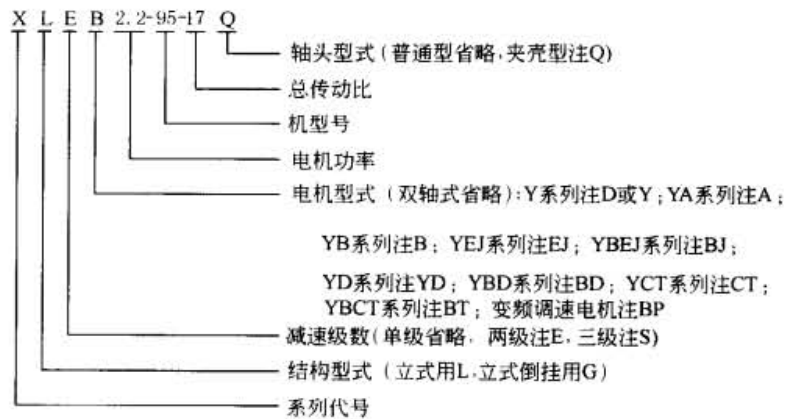 X L E B 2.2-95-17 Q
轴头型式(普通型省略,夹壳型注Q)
总传动比
机型号
电机功率
电机型式（双轴式省略）:Y系列注D或Y；YA系列注A；
YB系列注B；YEJ系列注EJ；YBEJ系列注BJ；
YD系列注YD；YBD系列注BD；YCT系列注CT；
YBCT系列注BT；变频调速电机注BP
减速级数(单级省略,两级注E,三级注S)
结构型式（立式用L,立式倒挂用G）
系列代号